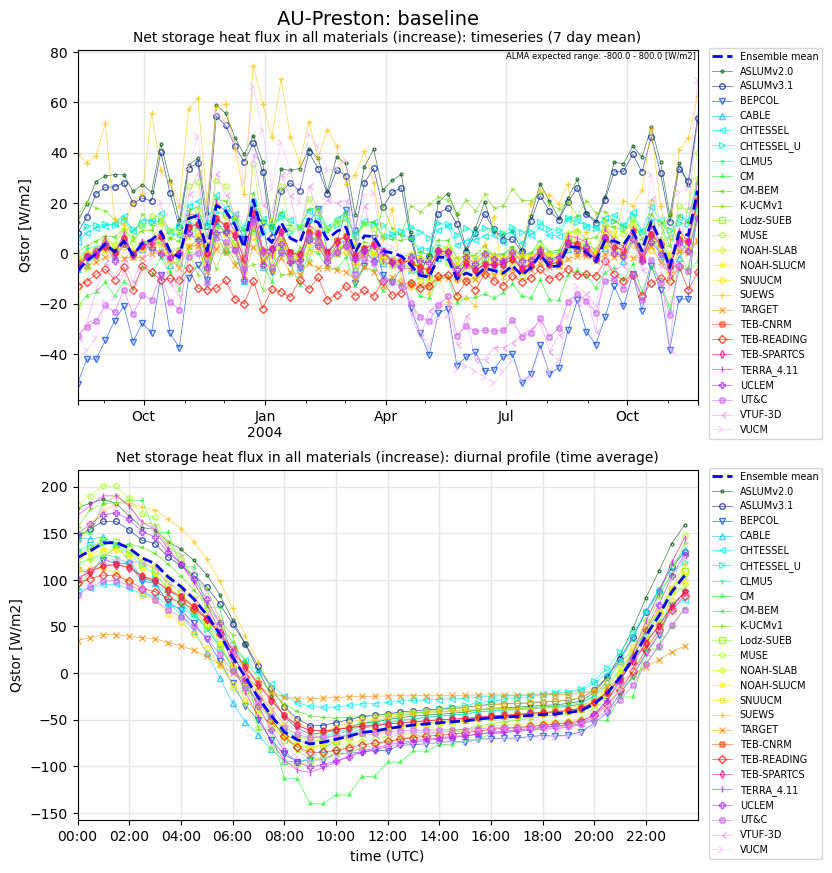 AU-Preston: baseline
Net storage heat flux in all materials (increase): timeseries (7 day mean)
ALMA expected range: -800.0 - 800.0 [W/m2]
80
60
40
20
0
−20
−40
Qstor [W/m2]
Oct
Jan
2004
Apr
Jul
Oct
Ensemble mean
ASLUMv2.0
ASLUMv3.1
BEPCOL
CABLE
CHTESSEL
CHTESSEL_U
CLMU5
CM
CM-BEM
K-UCMv1
Lodz-SUEB
MUSE
NOAH-SLAB
NOAH-SLUCM
SNUUCM
SUEWS
TARGET
TEB-CNRM
TEB-READING
TEB-SPARTCS
TERRA_4.11
UCLEM
UT&C
VTUF-3D
VUCM
Net storage heat flux in all materials (increase): diurnal profile (time average)
200
150
100
50
0
−50
−100
−150
Qstor [W/m2]
00:00
02:00
04:00
06:00
08:00
10:00
12:00
14:00
16:00
18:00
20:00
22:00
time (UTC)
Ensemble mean
ASLUMv2.0
ASLUMv3.1
BEPCOL
CABLE
CHTESSEL
CHTESSEL_U
CLMU5
CM
CM-BEM
K-UCMv1
Lodz-SUEB
MUSE
NOAH-SLAB
NOAH-SLUCM
SNUUCM
SUEWS
TARGET
TEB-CNRM
TEB-READING
TEB-SPARTCS
TERRA_4.11
UCLEM
UT&C
VTUF-3D
VUCM